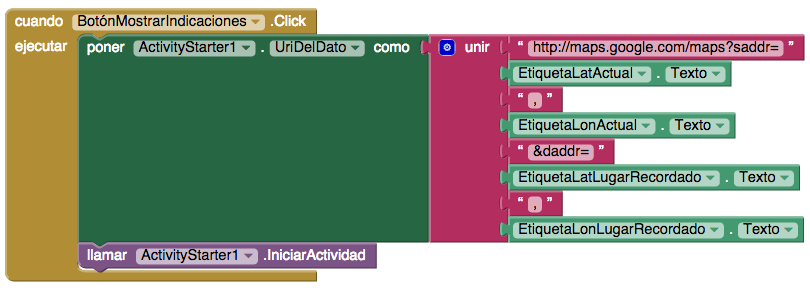 cuando BotónMostrarIndicaciones .Click
ejecutar poner ActivityStarter1 . UriDelDato como unir “ http://maps.google.com/maps?saddr= ”
EtiquetaLatActual . Texto
“ , ”
EtiquetaLonActual . Texto
“ &daddr= ”
EtiquetaLatLugarRecordado . Texto
“ , ”
EtiquetaLonLugarRecordado . Texto
llamar ActivityStarter1 .IniciarActividad